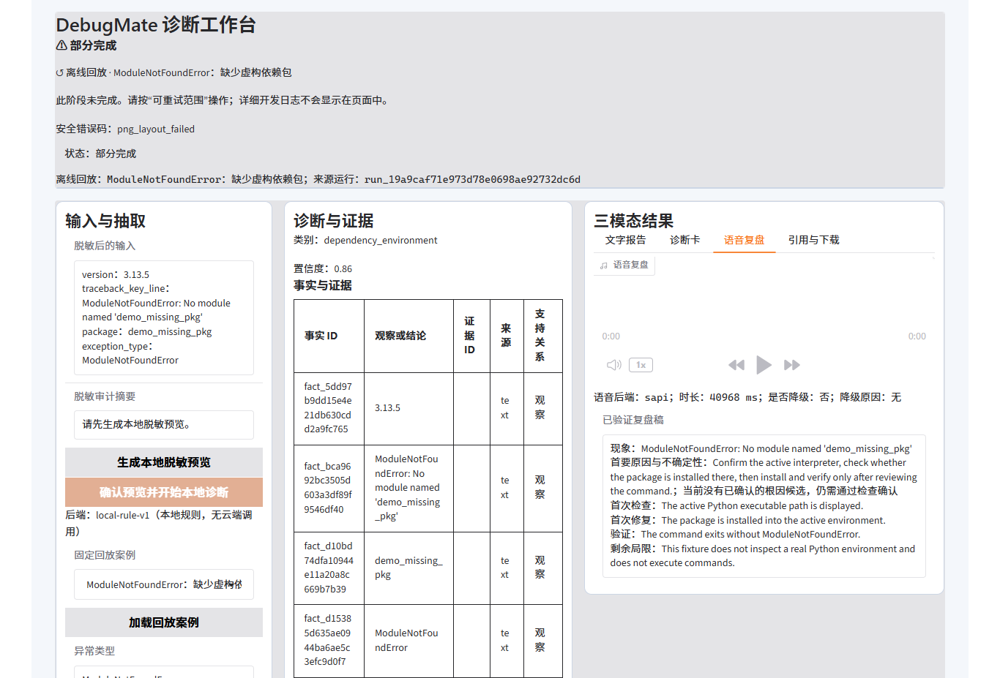 DebugMate 诊断工作台
⚠ 部分完成
↺ 离线回放 · ModuleNotFoundError：缺少虚构依赖包
此阶段未完成。请按“可重试范围”操作；详细开发日志不会显示在页面中。
安全错误码：png_layout_failed
状态：部分完成
离线回放：ModuleNotFoundError：缺少虚构依赖包；来源运行：run_19a9caf71e973d78e0698ae92732dc6d
输入与抽取
脱敏后的输入
version：3.13.5
traceback_key_line：
ModuleNotFoundError: No module
named 'demo_missing_pkg'
package：demo_missing_pkg
exception_type：
ModuleNotFoundError
脱敏审计摘要
请先生成本地脱敏预览。
生成本地脱敏预览
确认预览并开始本地诊断
后端：local-rule-v1（本地规则，无云端调
用）
固定回放案例
ModuleNotFoundError：缺少虚构依
加载回放案例
异常类型
诊断与证据
类别：dependency_environment
置信度：0.86
事实与证据
事实 ID
观察或结论
证
据
ID
来
源
支
持
关
系
fact_5dd97
b9dd15e4e
21db630cd
d2a9fc765
3.13.5
te
xt
观
察
fact_bca96
92bc3505d
603a3df89f
9546df40
ModuleNotFou
ndError: No
module named
'demo_missing
_pkg'
te
xt
观
察
fact_d10bd
74dfa10944
e11a20a8c
669b7b39
demo_missing_
pkg
te
xt
观
察
fact_d1538
5d635ae09
44ba6ae5c
3efc9d0f7
ModuleNotFou
ndError
te
xt
观
察
三模态结果
文字报告
诊断卡
语音复盘
引用与下载
语音复盘
0:00
0:00
1x
语音后端：sapi；时长：40968 ms；是否降级：否；降级原因：无
已验证复盘稿
现象：ModuleNotFoundError: No module named 'demo_missing_pkg'
首要原因与不确定性：Confirm the active interpreter, check whether
the package is installed there, then install and verify only after reviewing
the command.；当前没有已确认的根因候选，仍需通过检查确认
首次检查：The active Python executable path is displayed.
首次修复：The package is installed into the active environment.
验证：The command exits without ModuleNotFoundError.
剩余局限：This fixture does not inspect a real Python environment and
does not execute commands.